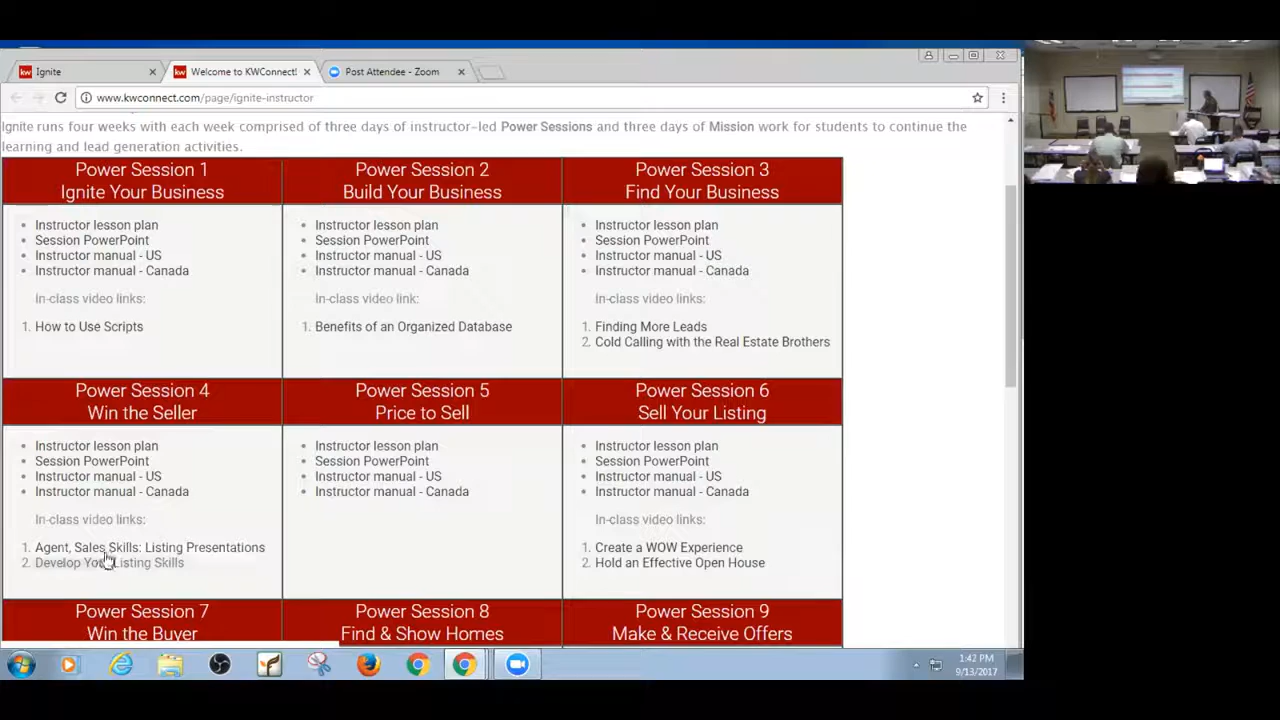 Ignite
Welcome to KWConnect!
Post Attendee - Zoom
www.kwconnect.com/page/ignite-instructor
Ignite runs four weeks with each week comprised of three days of instructor-led Power Sessions and three days of Mission work for students to continue the
learning and lead generation activities.
Power Session 1
Ignite Your Business
Power Session 2
Build Your Business
Power Session 3
Find Your Business
Instructor lesson plan
Session PowerPoint
Instructor manual - US
Instructor manual - Canada
In-class video links:
1. How to Use Scripts
Instructor lesson plan
Session PowerPoint
Instructor manual - US
Instructor manual - Canada
In-class video link:
1. Benefits of an Organized Database
Instructor lesson plan
Session PowerPoint
Instructor manual - US
Instructor manual - Canada
In-class video links:
1. Finding More Leads
2. Cold Calling with the Real Estate Brothers
Power Session 4
Win the Seller
Power Session 5
Price to Sell
Power Session 6
Sell Your Listing
Instructor lesson plan
Session PowerPoint
Instructor manual - US
Instructor manual - Canada
In-class video links:
1. Agent, Sales Skills: Listing Presentations
2. Develop Your Listing Skills
Instructor lesson plan
Session PowerPoint
Instructor manual - US
Instructor manual - Canada
Instructor lesson plan
Session PowerPoint
Instructor manual - US
Instructor manual - Canada
In-class video links:
1. Create a WOW Experience
2. Hold an Effective Open House
Power Session 7
Win the Buyer
Power Session 8
Find & Show Homes
Power Session 9
Make & Receive Offers
1:42 PM
9/13/2017